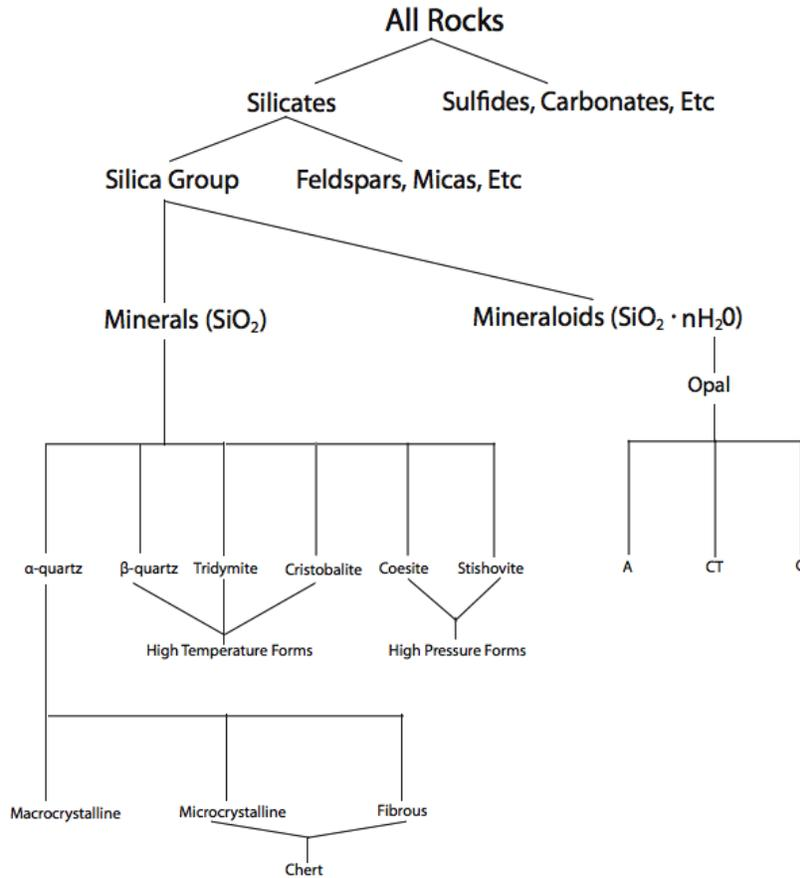 All Rocks
Silicates
Sulfides, Carbonates, Etc
Silica Group
Feldspars, Micas, Etc
Minerals (SiO₂)
Mineraloids (SiO₂ · nH₂0)
Opal
α-quartz
β-quartz
Tridymite
Cristobalite
Coesite
Stishovite
A
CT
High Temperature Forms
High Pressure Forms
Macrocrystalline
Microcrystalline
Fibrous
Chert